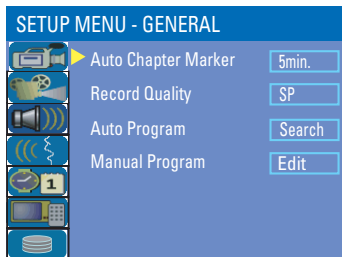 SETUP MENU - GENERAL
Auto Chapter Marker 5min.
Record Quality SP
Auto Program Search
Manual Program Edit
1